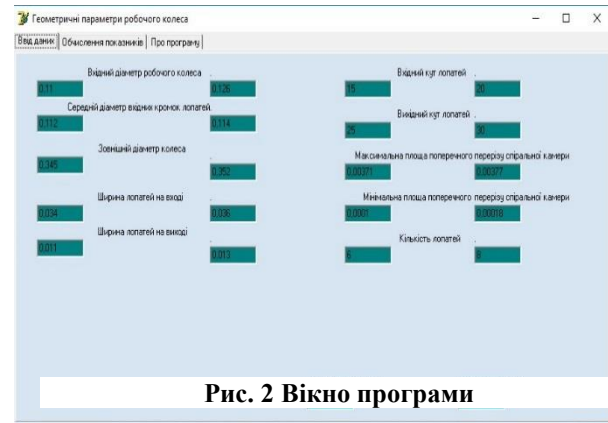 Геометричні параметри робочого колеса
Ввід даних Обчислення показників Про програму
Вхідний діаметр робочого колеса .
0.11 0.126
Середній діаметр вхідних кромок лопатей.
0.112 0.114
Зовнішній діаметр колеса .
0.345 0.352
Ширина лопатей на вході .
0.034 0.036
Ширина лопатей на виході .
0.011 0.013
Вхідний кут лопатей .
15 20
Вихідний кут лопатей .
25 30
Максимальна площа поперечного перерізу спіральної камери
0.00371 0.00377
Мінімальна площа поперечного перерізу спіральної камери
0.0001 0.00018
Кількість лопатей .
6 9
Рис. 2 Вікно програми